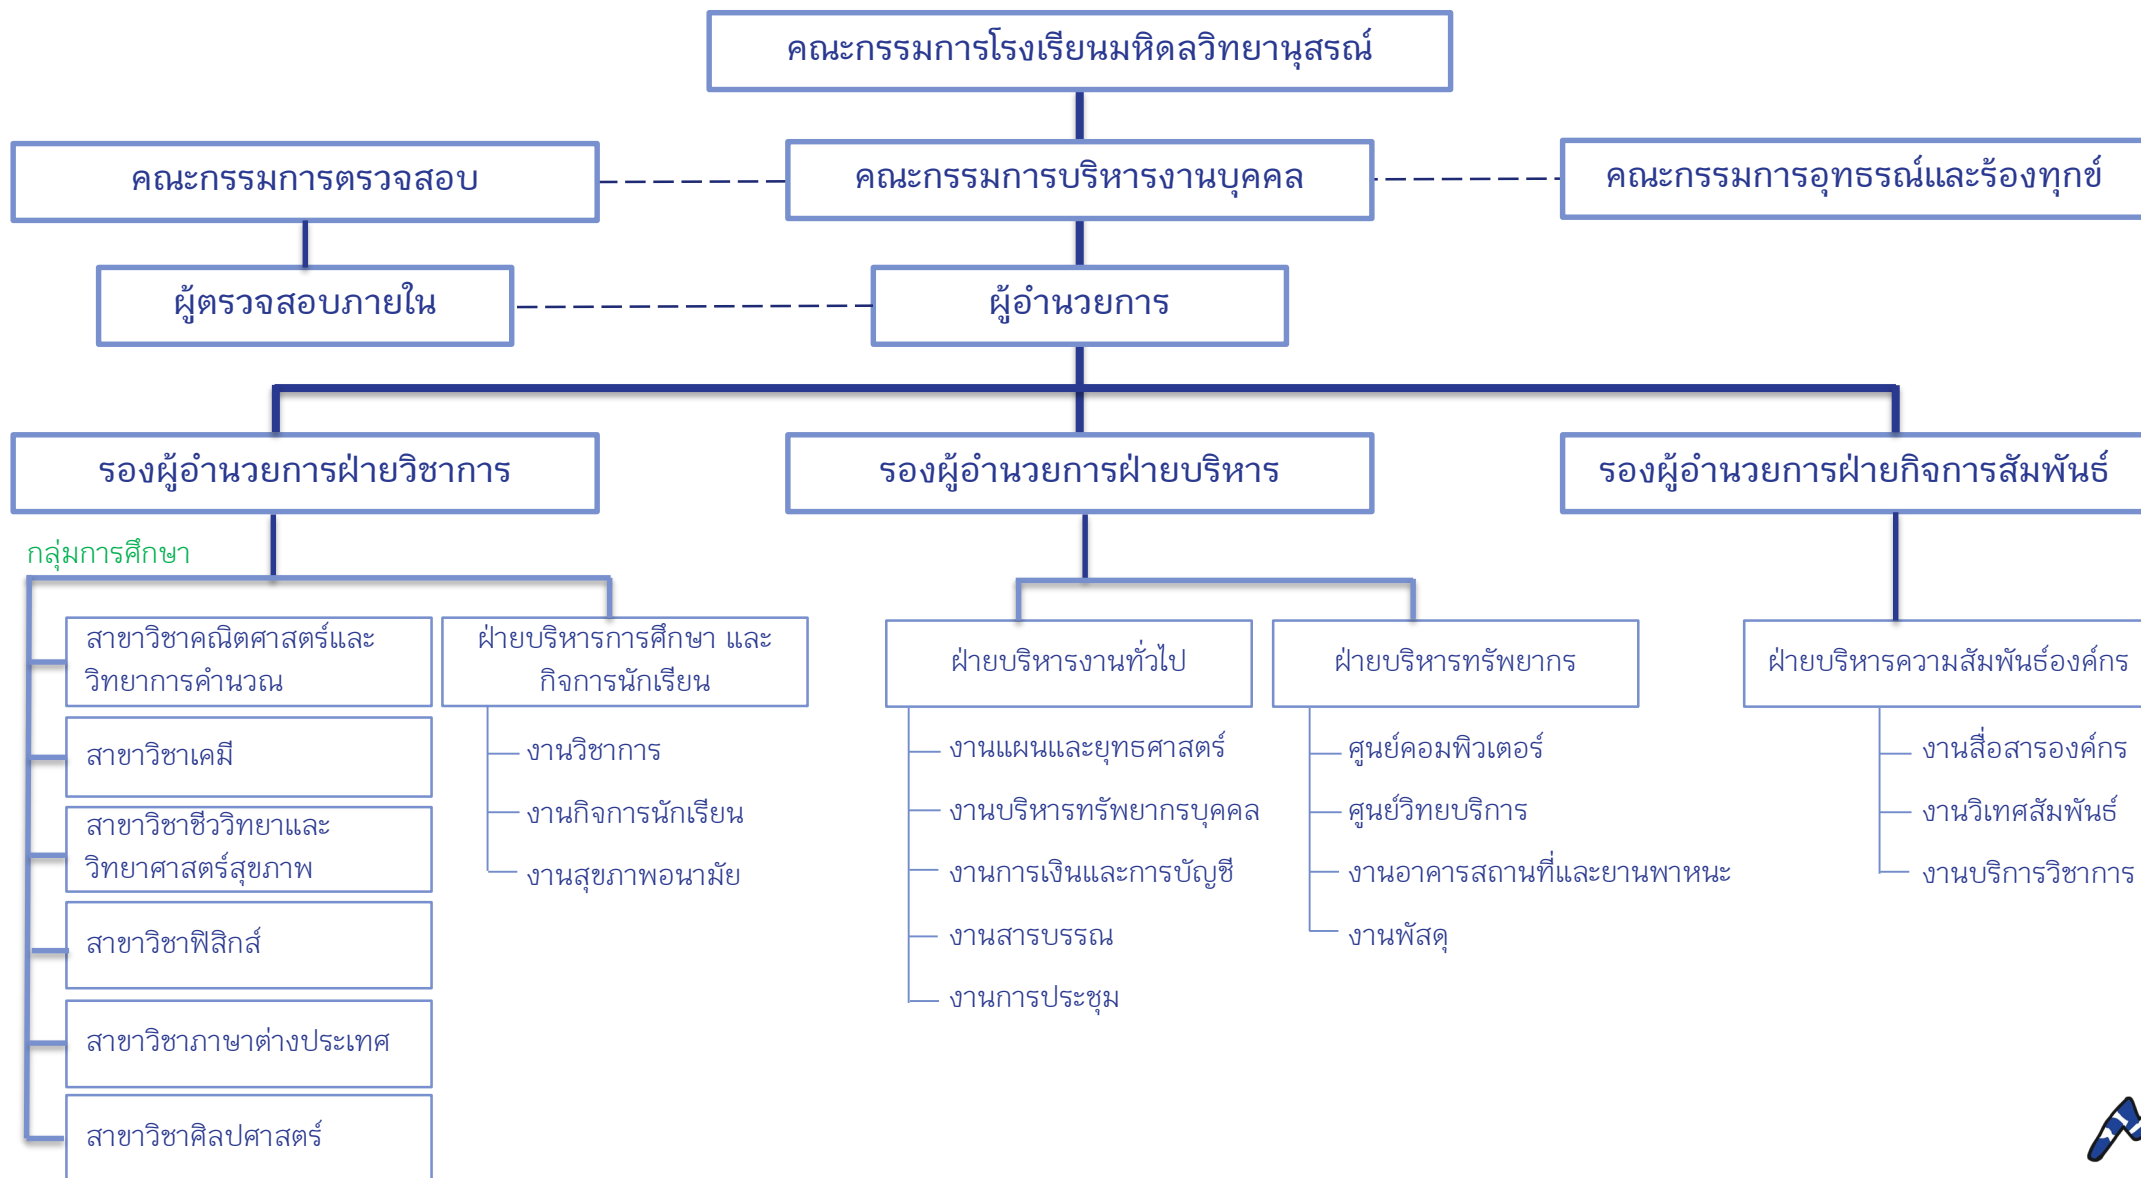 คณะกรรมการโรงเรียนมหิดลวิทยานุสรณ์
คณะกรรมการตรวจสอบ
คณะกรรมการบริหารงานบุคคล
คณะกรรมการอุทธรณ์และร้องทุกข์
ผู้ตรวจสอบภายใน
ผู้อำนวยการ
รองผู้อำนวยการฝ่ายวิชาการ
รองผู้อำนวยการฝ่ายบริหาร
รองผู้อำนวยการฝ่ายกิจการสัมพันธ์
กลุ่มการศึกษา
สาขาวิชาคณิตศาสตร์และ
วิทยาการคำนวณ
สาขาวิชาเคมี
สาขาวิชาชีววิทยาและ
วิทยาศาสตร์สุขภาพ
สาขาวิชาฟิสิกส์
สาขาวิชาภาษาต่างประเทศ
สาขาวิชาศิลปศาสตร์
ฝ่ายบริหารการศึกษา และ
กิจการนักเรียน
งานวิชาการ
งานกิจการนักเรียน
งานสุขภาพอนามัย
ฝ่ายบริหารงานทั่วไป
งานแผนและยุทธศาสตร์
งานบริหารทรัพยากรบุคคล
งานการเงินและการบัญชี
งานสารบรรณ
งานการประชุม
ฝ่ายบริหารทรัพยากร
ศูนย์คอมพิวเตอร์
ศูนย์วิทยบริการ
งานอาคารสถานที่และยานพาหนะ
งานพัสดุ
ฝ่ายบริหารความสัมพันธ์องค์กร
งานสื่อสารองค์กร
งานวิเทศสัมพันธ์
งานบริการวิชาการ